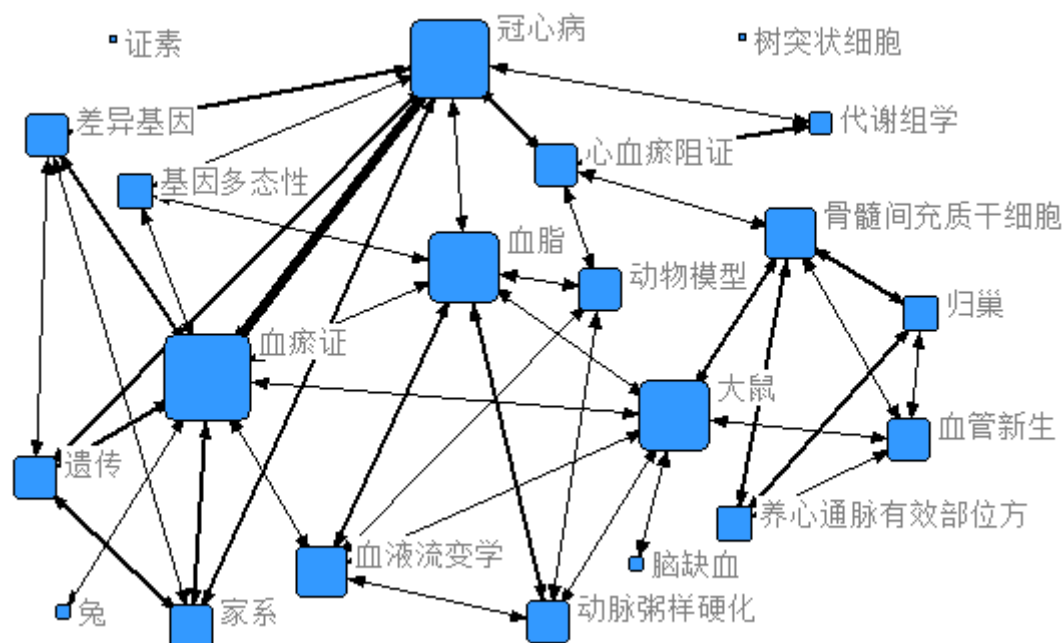 冠心病
证素
树突状细胞
差异基因
代谢组学
心血瘀阻证
基因多态性
骨髓间充质干细胞
血脂
动物模型
归巢
血瘀证
大鼠
血管新生
遗传
养心通脉有效部位方
血液流变学
脑缺血
兔
家系
动脉粥样硬化